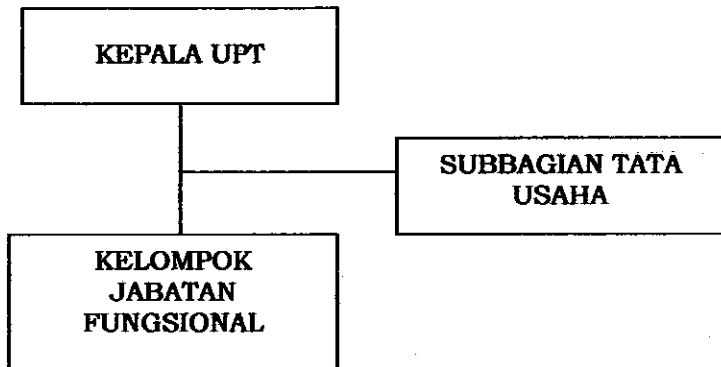 KEPALA UPT
SUBBAGIAN TATA
USAHA
KELOMPOK
JABATAN
FUNGSIONAL